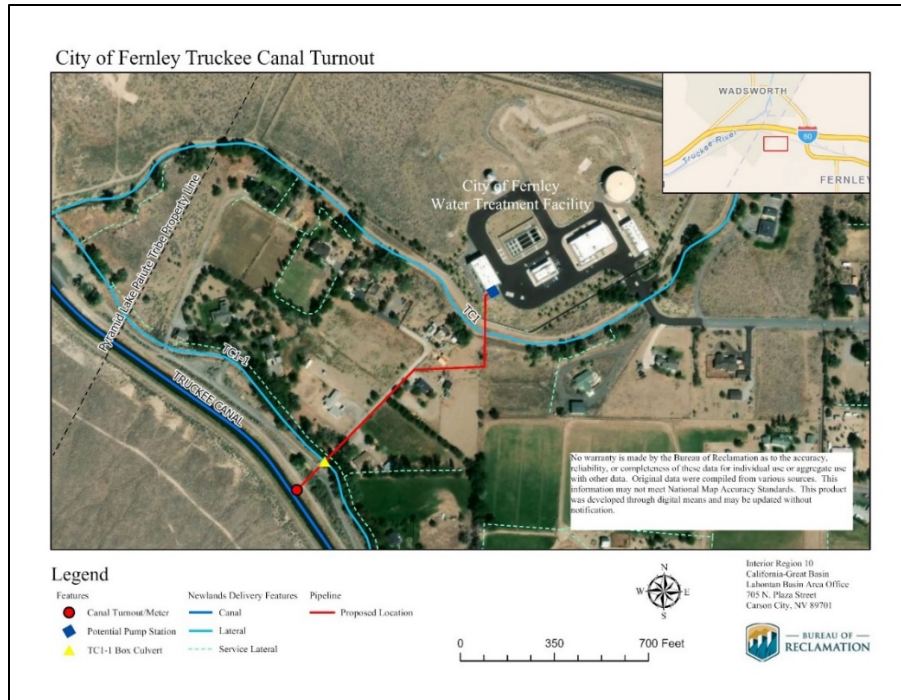 City of Fernley Truckee Canal Turnout
WADSWORTH
Truckee River
80
FERNLEY
City of Fernley
Water Treatment Facility
Pyramid Lake Paiute Tribe Property Line
TC1
TC1-1
TRUCKEE CANAL
No warranty is made by the Bureau of Reclamation as to the accuracy,
reliability, or completeness of these data for individual use or aggregate use
with other data. Original data were compiled from various sources. This
information may not meet National Map Accuracy Standards. This product
was developed through digital means and may be updated without
notification.
Legend
Features
Canal Turnout/Meter
Potential Pump Station
TC1-1 Box Culvert
Newlands Delivery Features
Canal
Lateral
Service Lateral
Pipeline
Proposed Location
N
W
E
S
0 350 700 Feet
Interior Region 10
California-Great Basin
Lahontan Basin Area Office
705 N. Plaza Street
Carson City, NV 89701
BUREAU OF
RECLAMATION